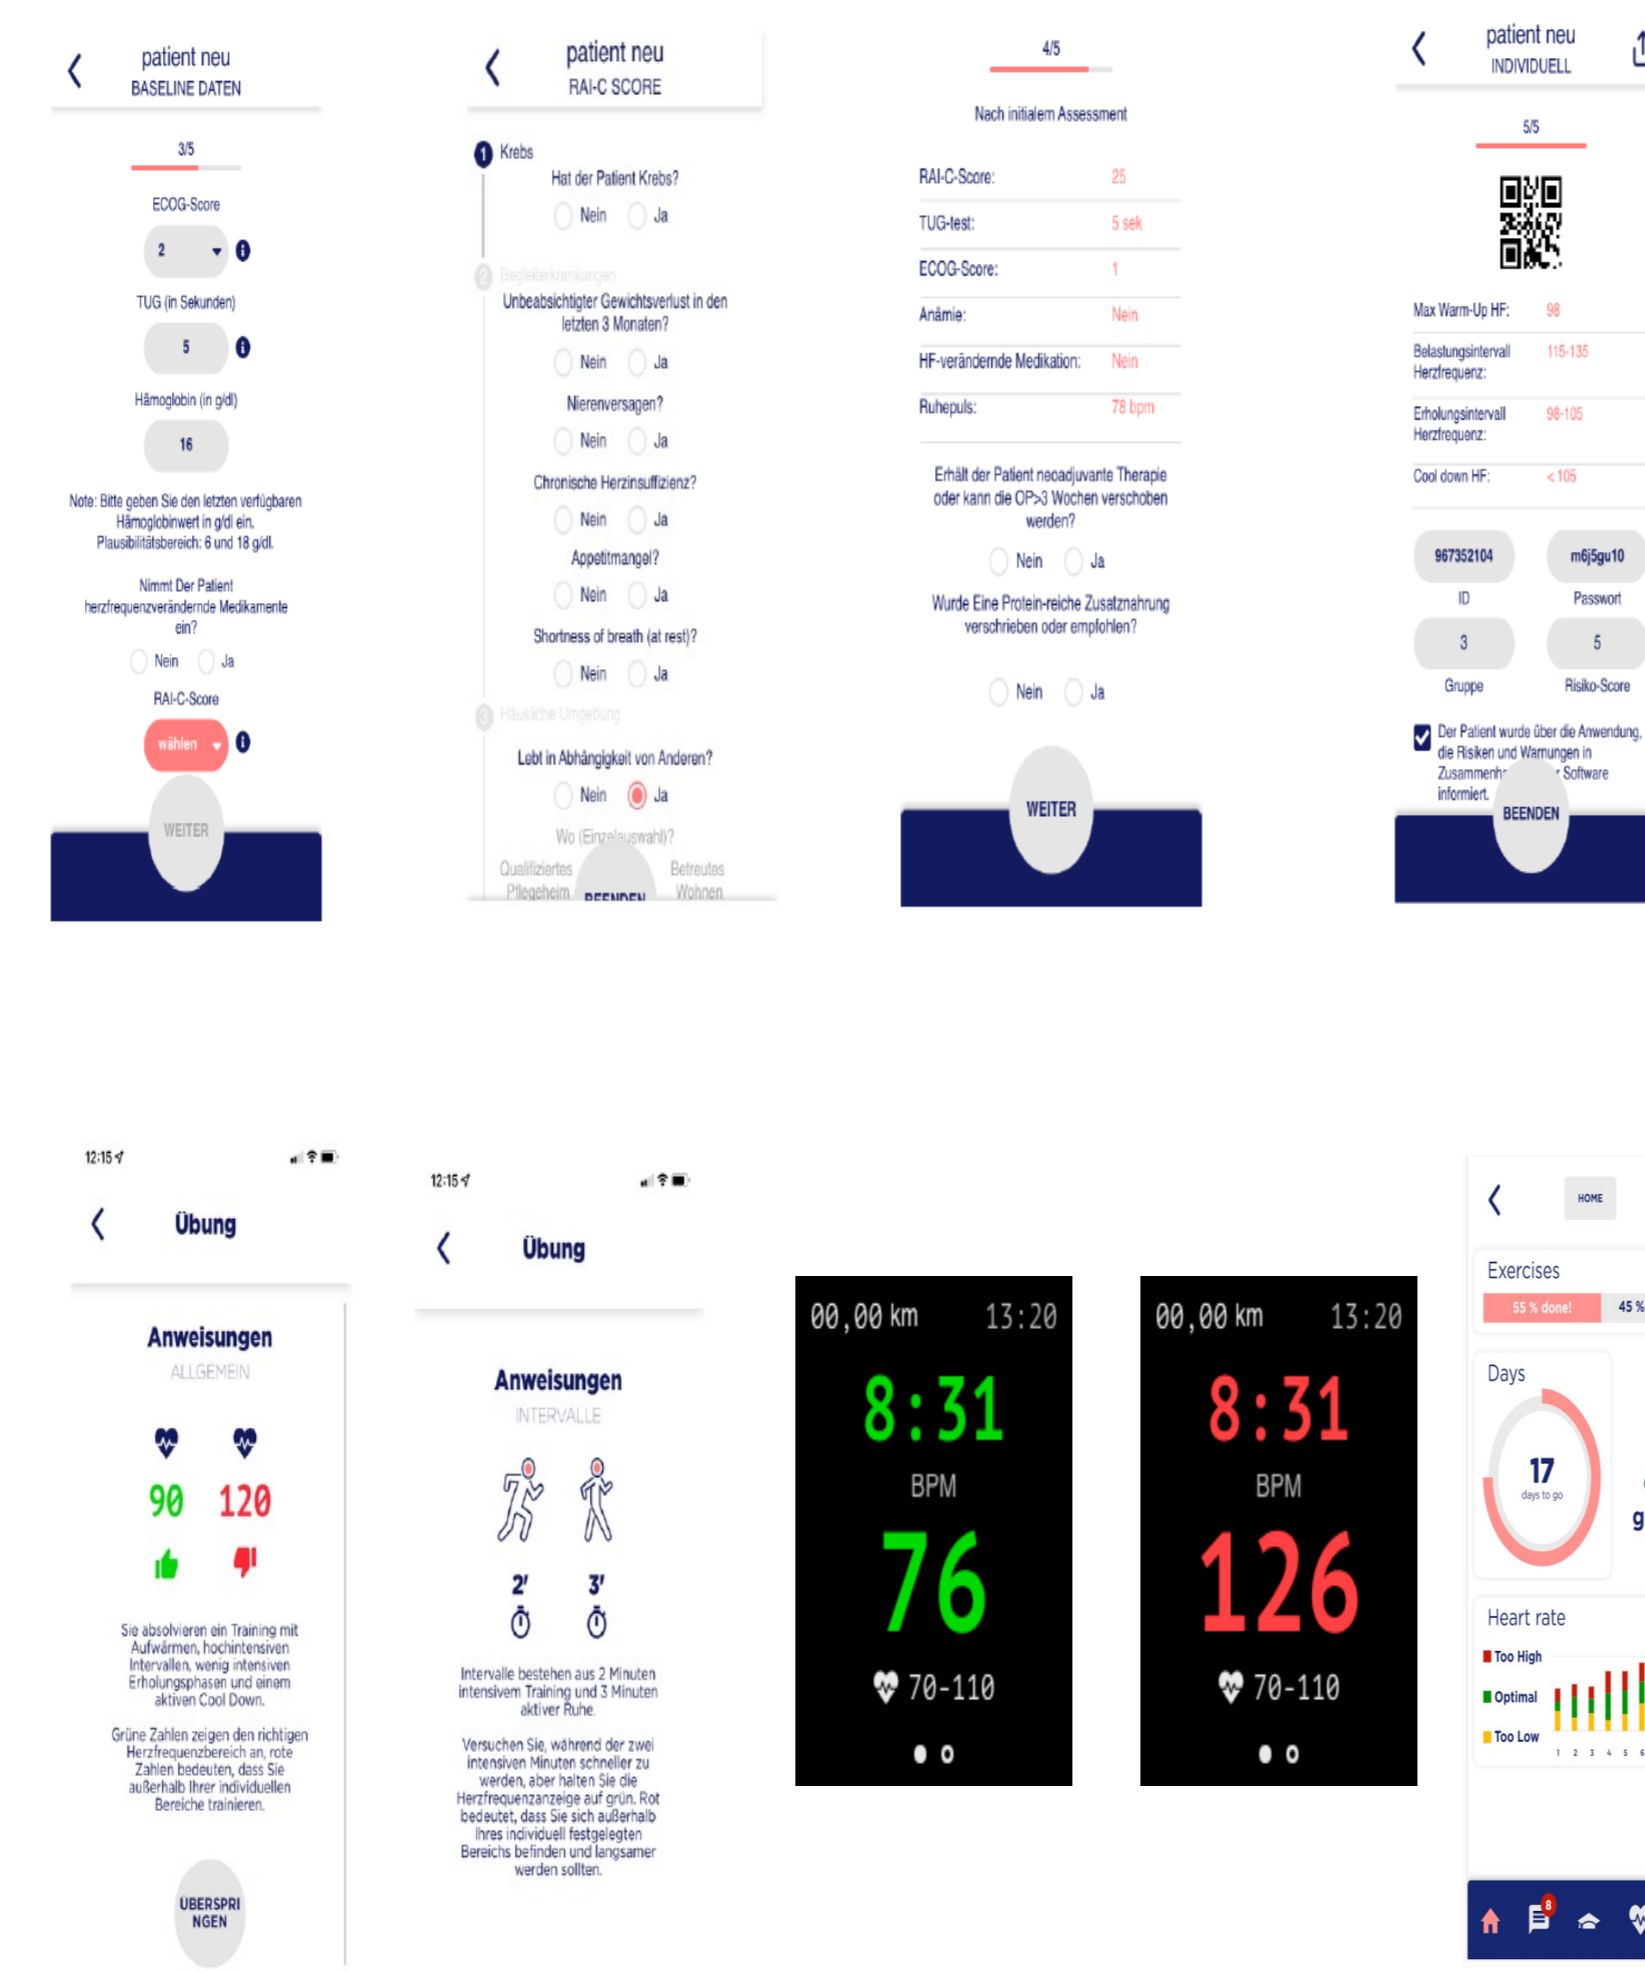 patient neu
BASELINE DATEN
3/5
ECOG-Score
2
TUG (in Sekunden)
5
Hämoglobin (in g/dl)
16
Note: Bitte geben Sie den letzten verfügbaren
Hämoglobinwert in g/dl ein.
Plausibilitätsbereich: 6 und 18 g/dl.
Nimmt Der Patient
herzfrequenzverändernde Medikamente
ein?
Nein Ja
RAI-C-Score
wählen
WEITER
patient neu
RAI-C SCORE
1 Krebs
Hat der Patient Krebs?
Nein Ja
2 Begleiterkrankungen
Unbeabsichtigter Gewichtsverlust in den
letzten 3 Monaten?
Nein Ja
Nierenversagen?
Nein Ja
Chronische Herzinsuffizienz?
Nein Ja
Appetitmangel?
Nein Ja
Shortness of breath (at rest)?
Nein Ja
3 Häusliche Umgebung
Lebt in Abhängigkeit von Anderen?
Nein Ja
Wo (Einzelauswahl)?
Qualifiziertes Betreutes
Pflegeheim BEENDEN Wohnen
4/5
Nach initialem Assessment
RAI-C-Score: 25
TUG-test: 5 sek
ECOG-Score: 1
Anämie: Nein
HF-verändernde Medikation: Nein
Ruhepuls: 78 bpm
Erhält der Patient neoadjuvante Therapie
oder kann die OP>3 Wochen verschoben
werden?
Nein Ja
Wurde Eine Protein-reiche Zusatznahrung
verschrieben oder empfohlen?
Nein Ja
WEITER
patient neu
INDIVIDUELL
5/5
Max Warm-Up HF: 98
Belastungsintervall 115-135
Herzfrequenz:
Erholungsintervall 98-105
Herzfrequenz:
Cool down HF: < 105
967352104 m6j5gu10
ID Passwort
3 5
Gruppe Risiko-Score
Der Patient wurde über die Anwendung,
die Risiken und Warnungen in
Software
informiert.
BEENDEN
12:15
Übung
Anweisungen
ALLGEMEIN
90 120
Sie absolvieren ein Training mit
Aufwärmen, hochintensiven
Intervallen, wenig intensiven
Erholungsphasen und einem
aktiven Cool Down.
Grüne Zahlen zeigen den richtigen
Herzfrequenzbereich an, rote
Zahlen bedeuten, dass Sie
außerhalb Ihrer individuellen
Bereiche trainieren.
ÜBERSPRI
NGEN
12:15
Übung
Anweisungen
INTERVALLE
2' 3'
Intervalle bestehen aus 2 Minuten
intensivem Training und 3 Minuten
aktiver Ruhe.
Versuchen Sie, während der zwei
intensiven Minuten schneller zu
werden, aber halten Sie die
Herzfrequenzanzeige auf grün. Rot
bedeutet, dass Sie sich außerhalb
Ihres individuell festgelegten
Bereichs befinden und langsamer
werden sollten.
00,00 km 13:20
8:31
BPM
76
70-110
00,00 km 13:20
8:31
BPM
126
70-110
HOME
Exercises
55 % done! 45 %
Days
17
days to go
Heart rate
Too High
Optimal
Too Low
1 2 3 4 5 6
8